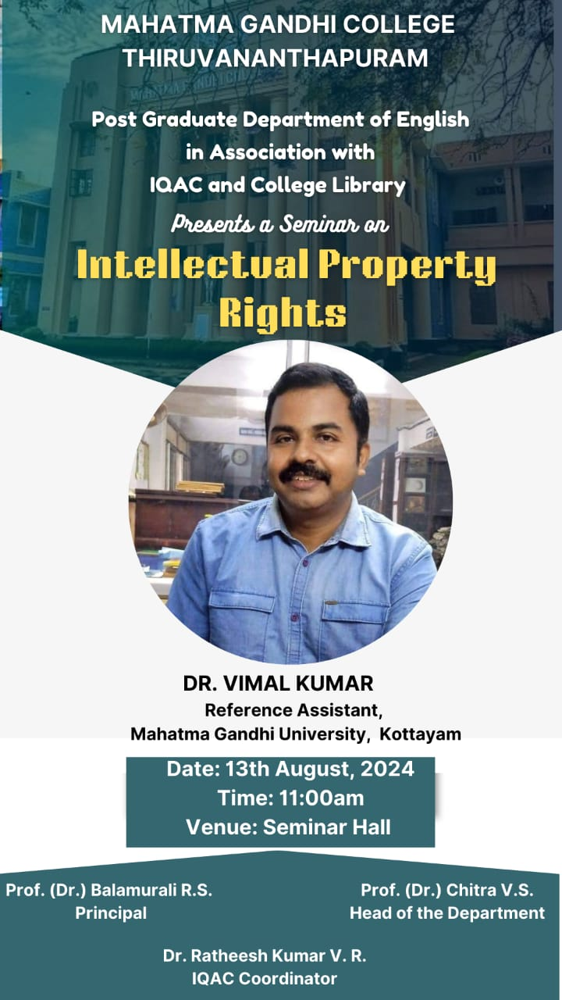 MAHATMA GANDHI COLLEGE
THIRUVANANTHAPURAM
Post Graduate Department of English
in Association with
IQAC and College Library
Presents a Seminar on
Intellectual Property
Rights
DR. VIMAL KUMAR
Reference Assistant,
Mahatma Gandhi University, Kottayam
Date: 13th August, 2024
Time: 11:00am
Venue: Seminar Hall
Prof. (Dr.) Balamurali R.S.
Principal
Prof. (Dr.) Chitra V.S.
Head of the Department
Dr. Ratheesh Kumar V. R.
IQAC Coordinator